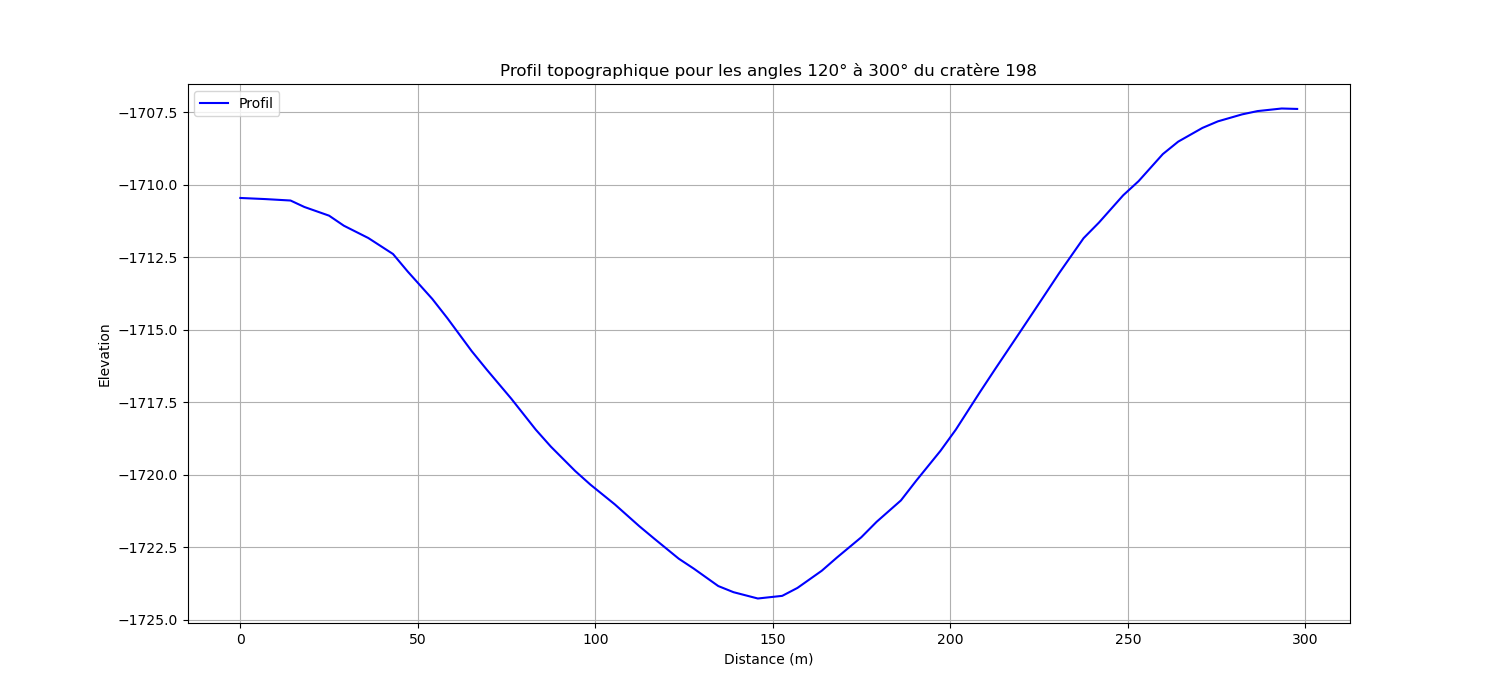 Profil topographique pour les angles 120° à 300° du cratère 198
Profil
−1707.5
−1710.0
−1712.5
−1715.0
−1717.5
−1720.0
−1722.5
−1725.0
Elevation
0 50 100 150 200 250 300
Distance (m)